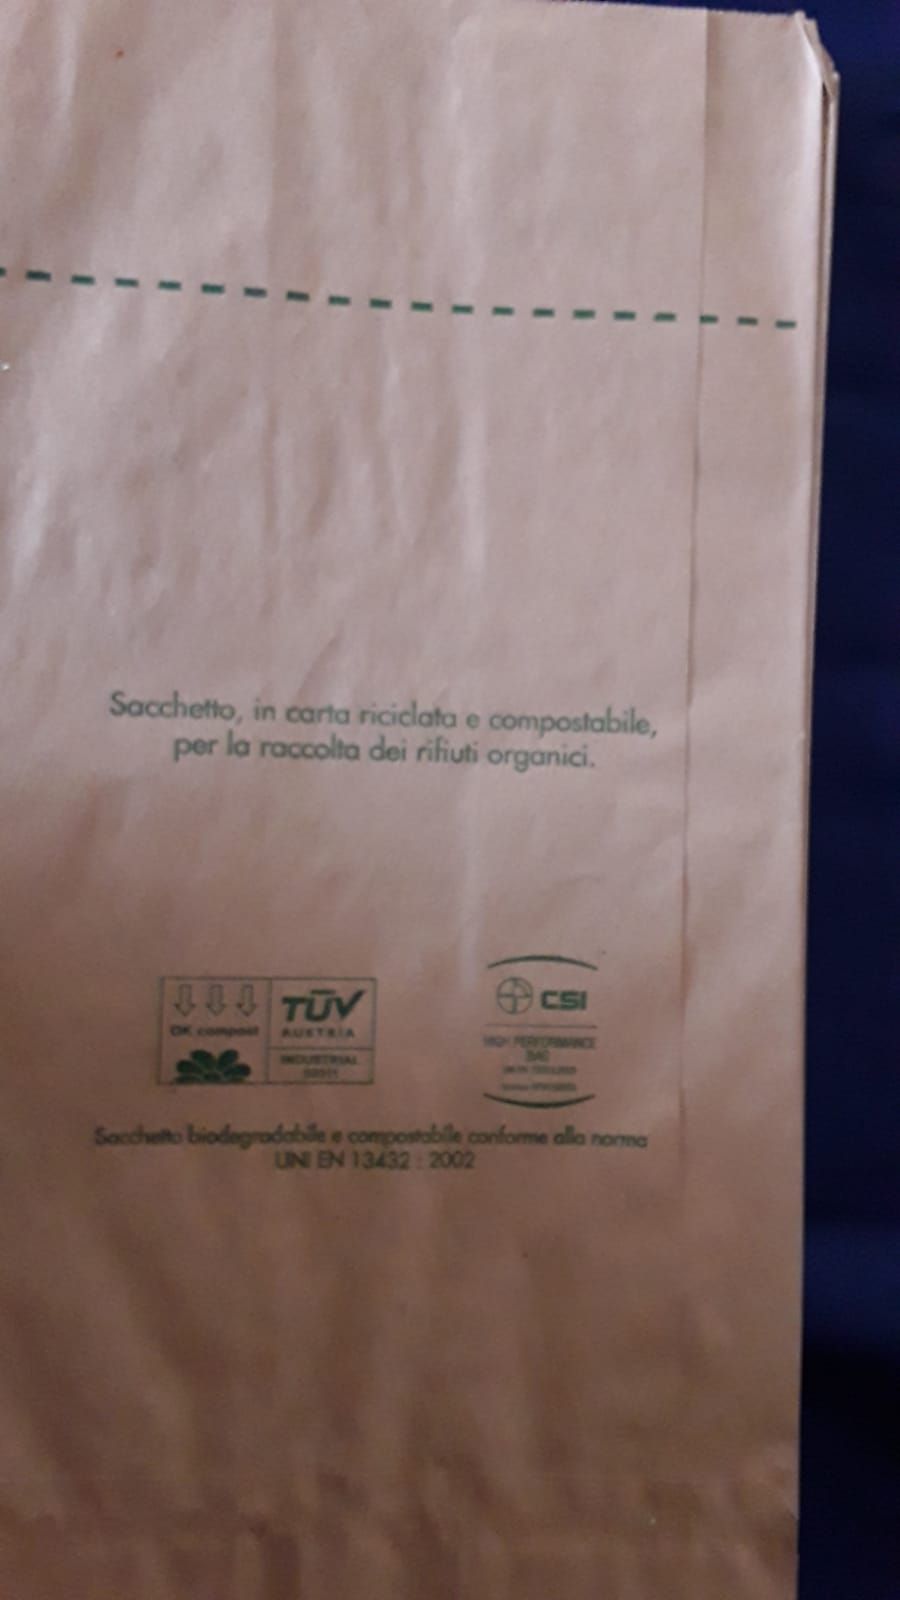 Sacchetto, in carta riciclata e compostabile,
per la raccolta dei rifiuti organici.
OK compost
TÜV
AUSTRIA
INDUSTRIAL
CSI
HIGH PERFORMANCE
BAG
Sacchetto biodegradabile e compostabile conforme alla norma
UNI EN 13432 : 2002